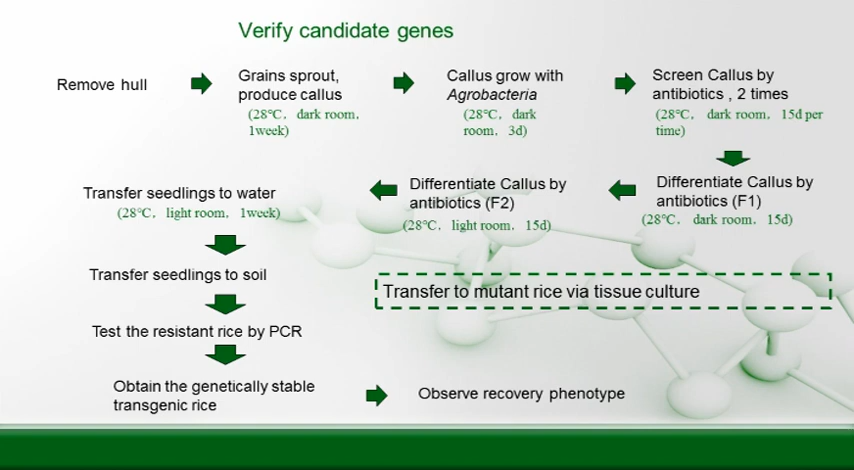 Verify candidate genes
Remove hull
Grains sprout,
produce callus
(28℃, dark room,
1week)
Callus grow with
Agrobacteria
(28℃, dark
room, 3d)
Screen Callus by
antibiotics , 2 times
(28℃, dark room, 15d per
time)
Differentiate Callus by
antibiotics (F1)
(28℃, dark room, 15d)
Differentiate Callus by
antibiotics (F2)
(28℃, light room, 15d)
Transfer seedlings to water
(28℃, light room, 1week)
Transfer seedlings to soil
Transfer to mutant rice via tissue culture
Test the resistant rice by PCR
Obtain the genetically stable
transgenic rice
Observe recovery phenotype